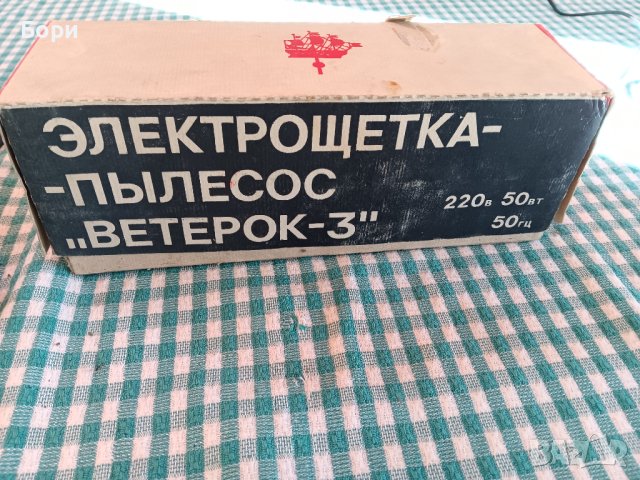 Бори
ЭЛЕКТРОЩЕТКА-
-ПЫЛЕСОС
„ВЕТЕРОК-3"
220в 50вт
50гц
BAZAR